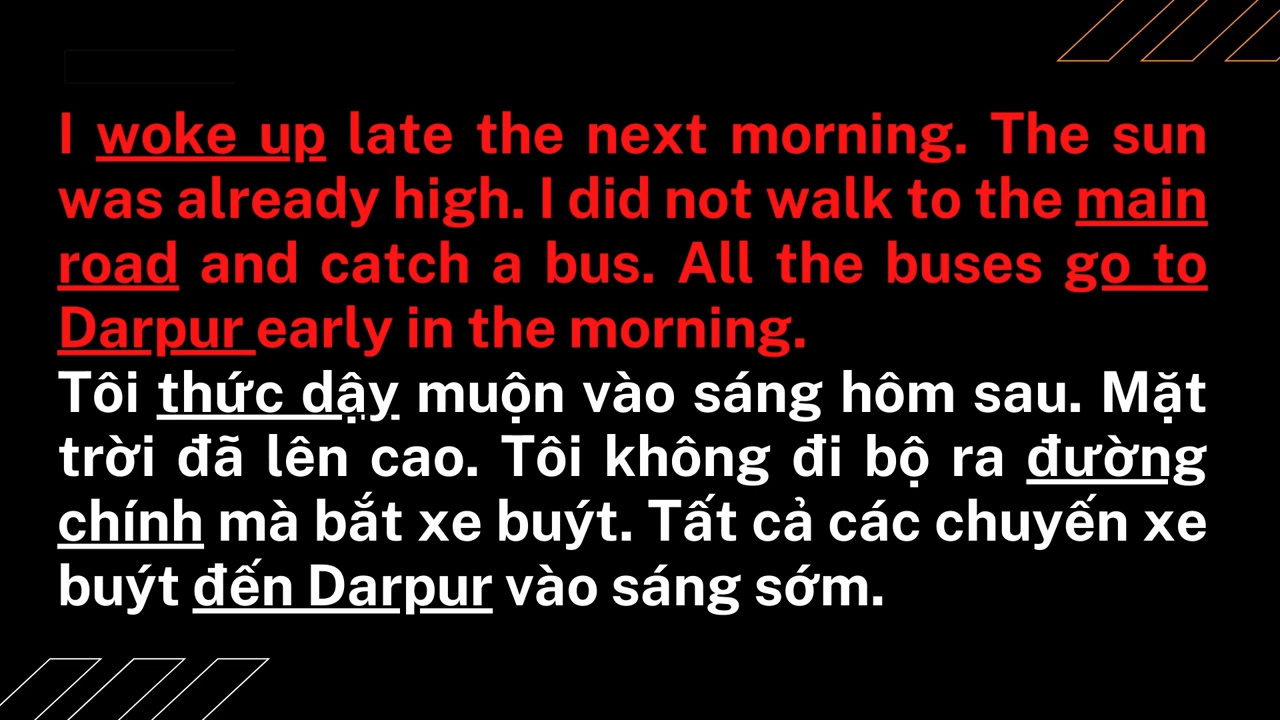 I woke up late the next morning. The sun
was already high. I did not walk to the main
road and catch a bus. All the buses go to
Darpur early in the morning.
Tôi thức dậy muộn vào sáng hôm sau. Mặt
trời đã lên cao. Tôi không đi bộ ra đường
chính mà bắt xe buýt. Tất cả các chuyến xe
buýt đến Darpur vào sáng sớm.